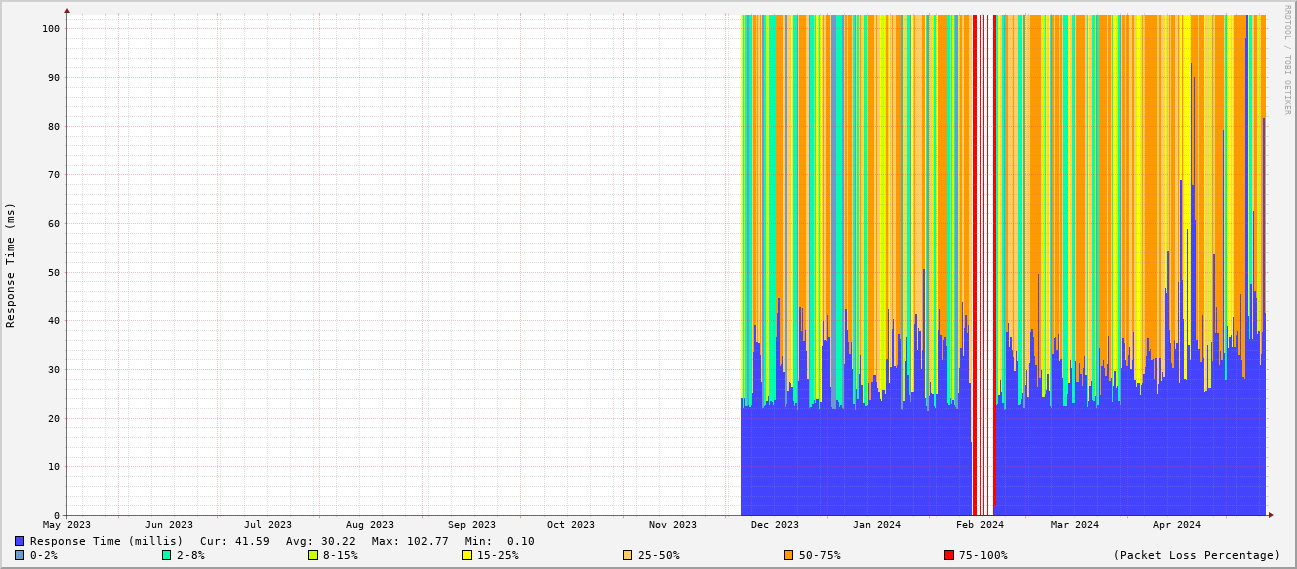 RRDTOOL / TOBI OETIKER
Response Time (ms)
100
90
80
70
60
50
40
30
20
10
0
May 2023 Jun 2023 Jul 2023 Aug 2023 Sep 2023 Oct 2023 Nov 2023 Dec 2023 Jan 2024 Feb 2024 Mar 2024 Apr 2024
Response Time (millis) Cur: 41.59 Avg: 30.22 Max: 102.77 Min: 0.10
0-2% 2-8% 8-15% 15-25% 25-50% 50-75% 75-100% (Packet Loss Percentage)